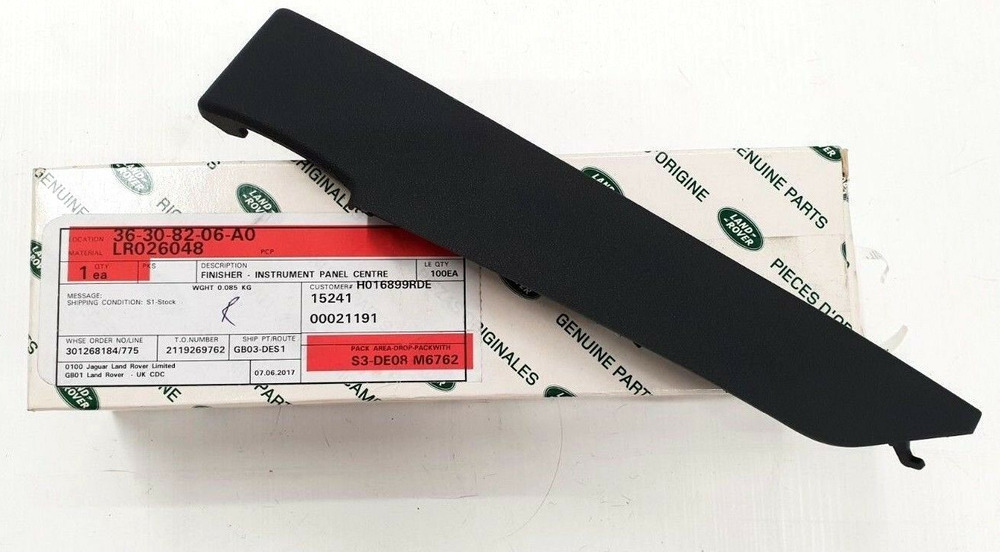 LOCATION 36-30-82-06-A0
MATERIAL LR026048 PCP
QTY 1 ea
PKS
DESCRIPTION
FINISHER - INSTRUMENT PANEL CENTRE
LE QTY
100EA
WGHT 0.085 KG
MESSAGE:
SHIPPING CONDITION: S1-Stock
R
CUSTOMER# H016899RDE
15241
00021191
WHSE ORDER NO/LINE
301268184/775
T.O.NUMBER
2119269762
SHIP PT/ROUTE
GB03-DES1
PACK AREA-DROP-PACKWITH
S3-DE08 M6762
0100 Jaguar Land Rover Limited
GB01 Land Rover - UK CDC
07.06.2017
GENUINE PARTS
LAND-ROVER
ORIGINALES
D'ORIGINE
GENUINE PARTS
LAND-ROVER
PIECES D'OR
GENUINE PARTS